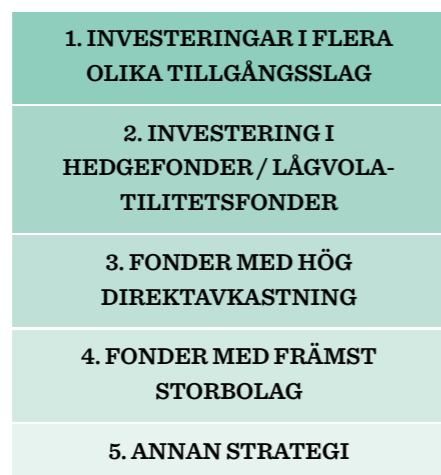 1. INVESTERINGAR I FLERA
OLIKA TILLGÅNGSSLAG
2. INVESTERING I
HEDGEFONDER / LÅGVOLA-
TILITETSFONDER
3. FONDER MED HÖG
DIREKTAVKASTNING
4. FONDER MED FRÄMST
STORBOLAG
5. ANNAN STRATEGI